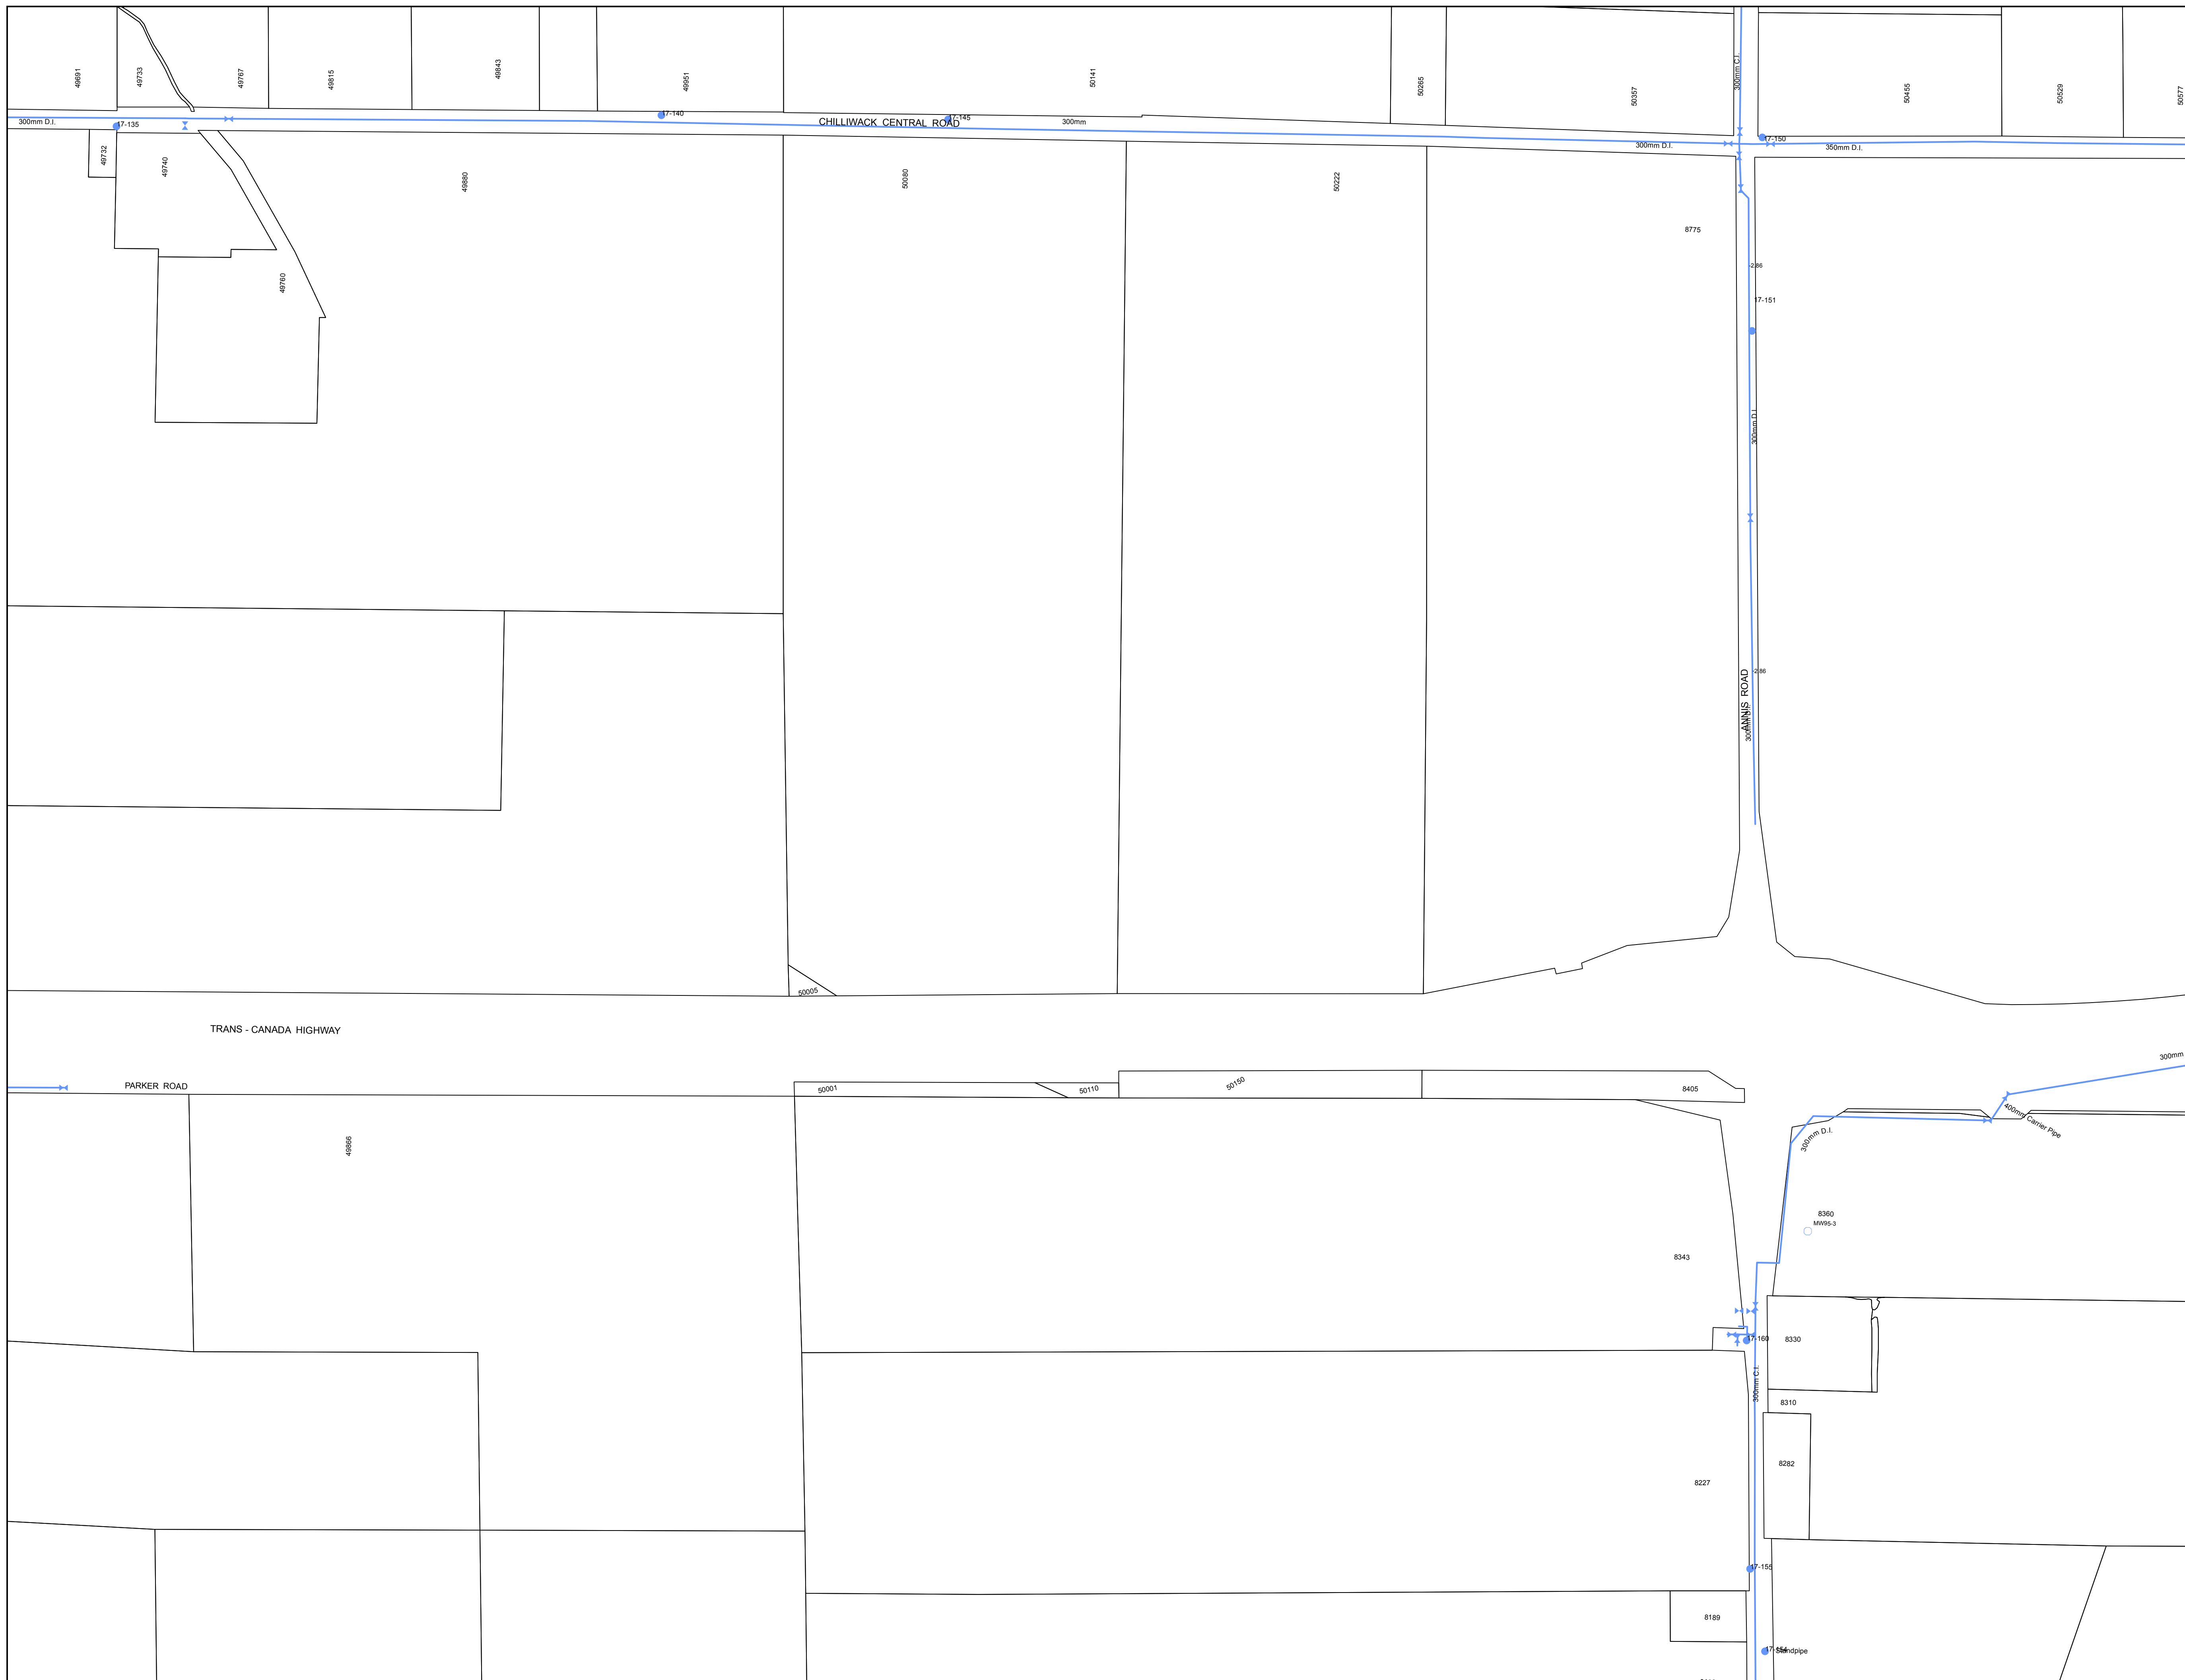 49691
49733
49767
49815
49843
49951
50141
50265
50357
300mm C.I.
50455
50529
50577
300mm D.I.
17-135
17-140
CHILLIWACK CENTRAL ROAD
17-145
300mm
300mm D.I.
17-150
350mm D.I.
49732
49740
49880
50080
50222
8775
49760
-2.86
17-151
300mm D.I.
-2.86
ANNIS ROAD
300mm D.I.
50005
TRANS - CANADA HIGHWAY
300mm
PARKER ROAD
50001
50110
50150
8405
400mm Carrier Pipe
300mm D.I.
49866
8360
MW95-3
8343
17-160
8330
300mm C.I.
8310
8282
8227
17-155
8189
17-154
Standpipe